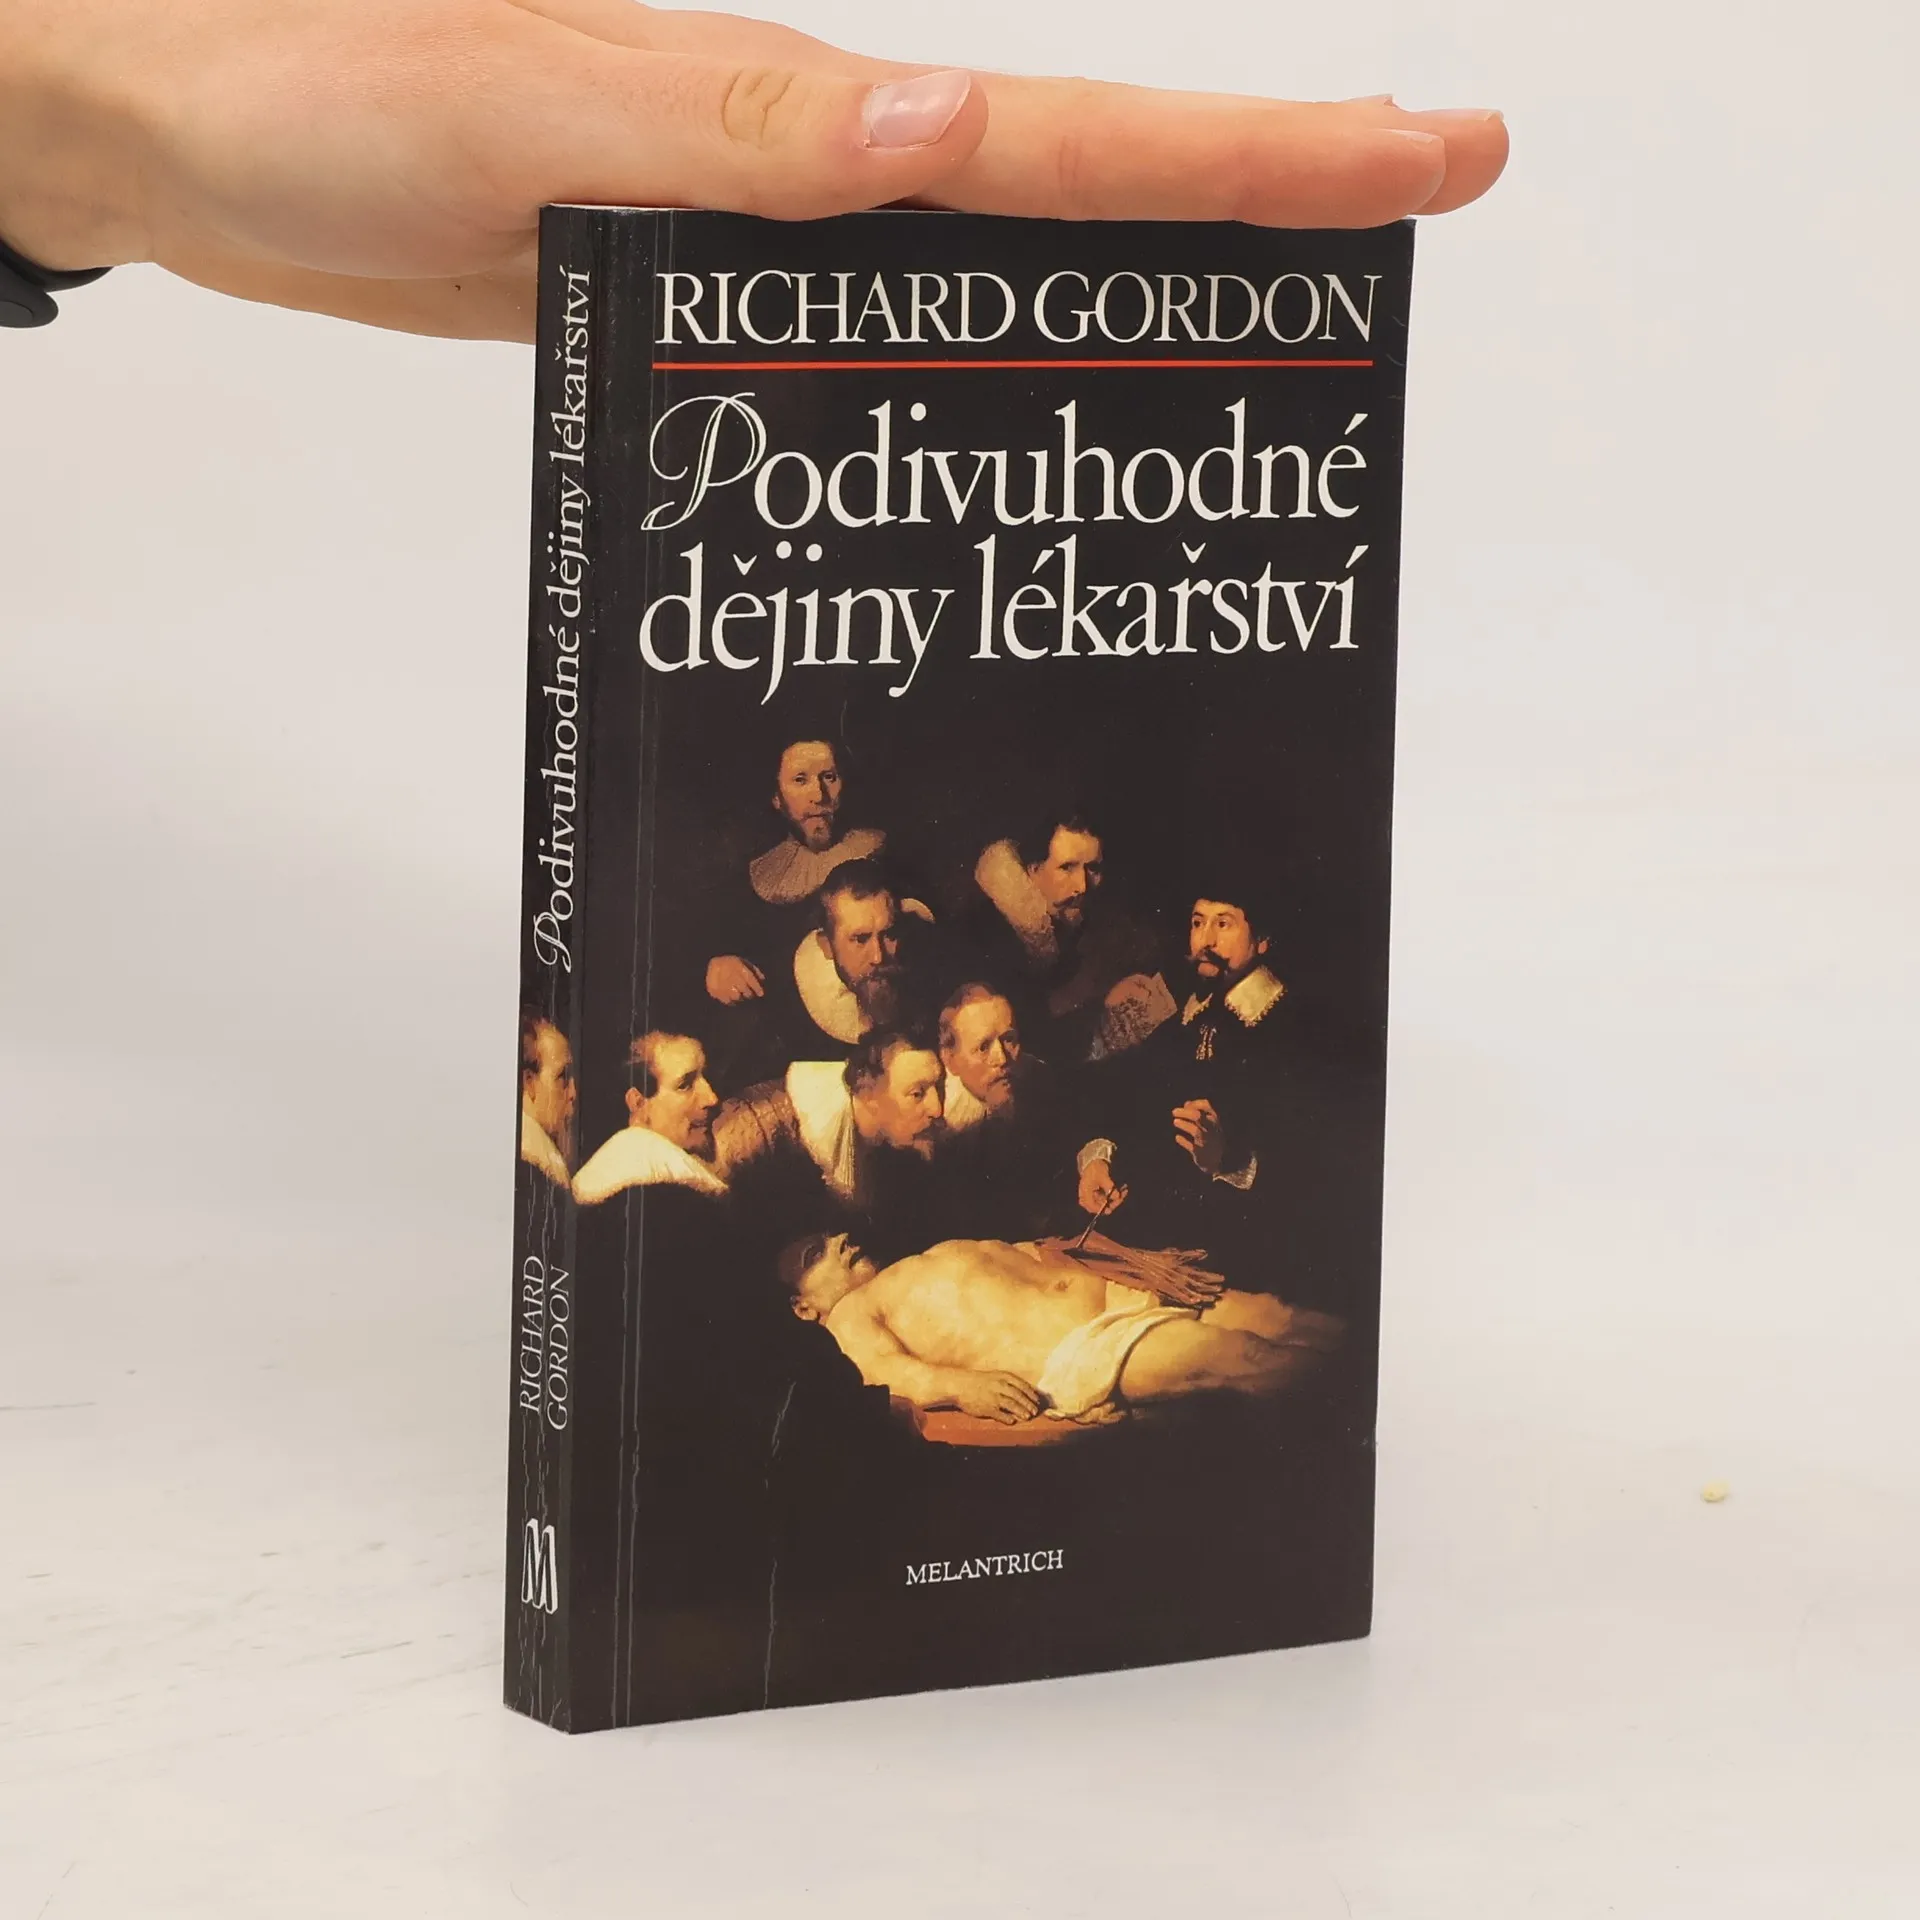 RICHARD GORDON
Podivuhodné
dějiny lékařství
MELANTRICH
Podivuhodné dějiny lékařství
RICHARD
GORDON
M